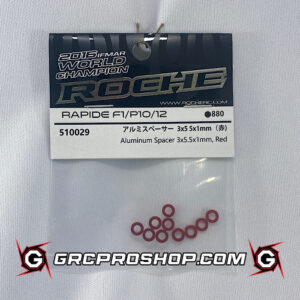 2016 IFMAR
WORLD
CHAMPION
ROCHE
WWW.ROCHERC.COM
RAPIDE F1/P10/12 ●880
510029 アルミスペーサー 3x5.5x1mm (赤)
Aluminum Spacer 3x5.5x1mm, Red
G GRCPROSHOP.COM G